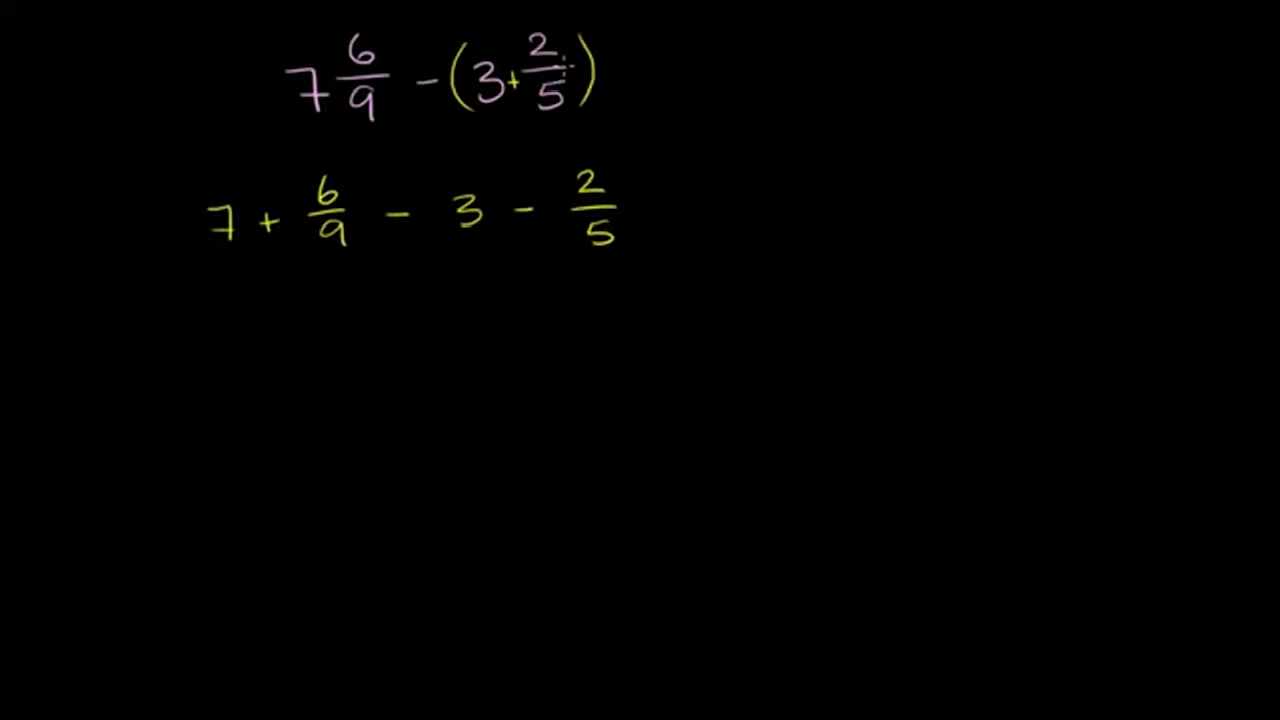 7 6/9 - (3 + 2/5)
7 + 6/9 - 3 - 2/5